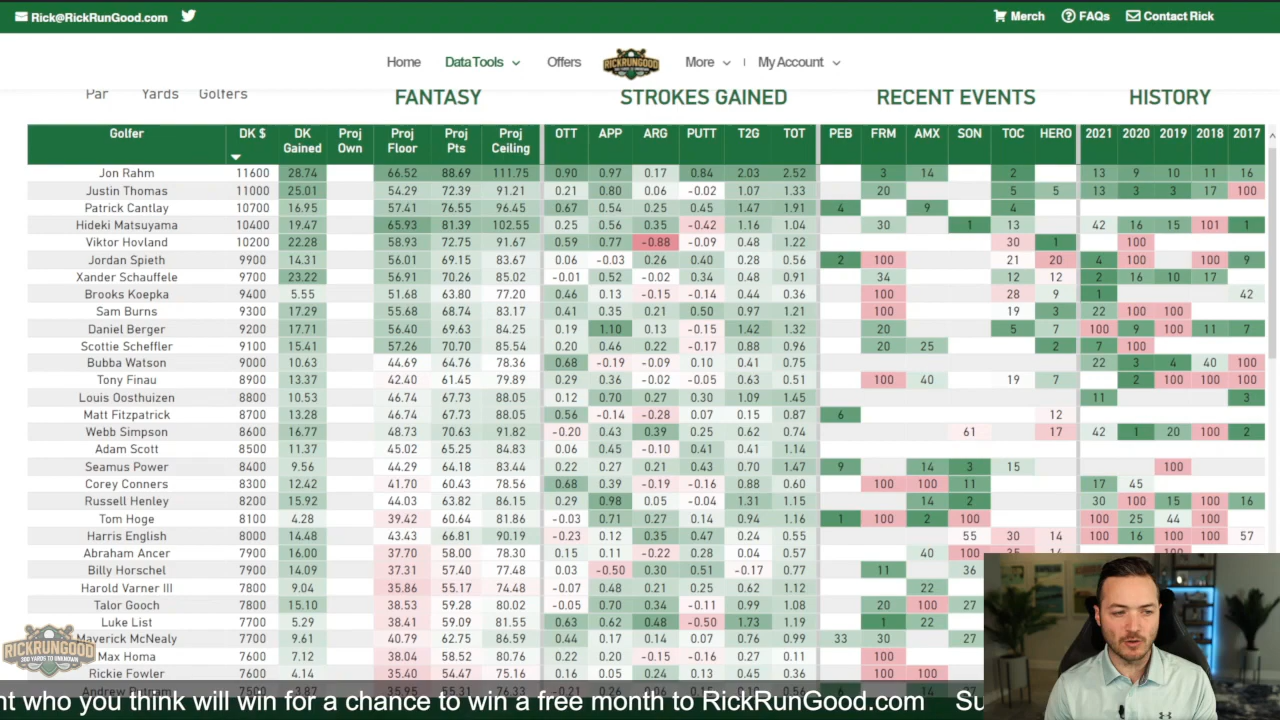 Rick@RickRunGood.com Merch FAQs Contact Rick
Home Data Tools Offers RICKRUNGOOD More | My Account
Par Yards Golfers FANTASY STROKES GAINED RECENT EVENTS HISTORY
Golfer DK $ DK Gained Proj Own Proj Floor Proj Pts Proj Ceiling OTT APP ARG PUTT T2G TOT PEB FRM AMX SON TOC HERO 2021 2020 2019 2018 2017
Jon Rahm 11600 28.74 66.52 88.69 111.75 0.90 0.97 0.17 0.84 2.03 2.52 3 14 2 13 9 10 11 16
Justin Thomas 11000 25.01 54.29 72.39 91.21 0.21 0.80 0.06 -0.02 1.07 1.33 20 5 5 13 3 3 17 100
Patrick Cantlay 10700 16.95 57.41 76.55 96.45 0.67 0.54 0.25 0.45 1.47 1.91 4 9 4
Hideki Matsuyama 10400 19.47 65.93 81.39 102.55 0.25 0.56 0.35 -0.42 1.16 1.04 30 1 13 42 16 15 101 1
Viktor Hovland 10200 22.28 58.93 72.75 91.67 0.59 0.77 -0.88 -0.09 0.48 1.22 30 1 100
Jordan Spieth 9900 14.31 56.01 69.15 83.67 0.06 -0.03 0.26 0.40 0.28 0.56 2 100 21 20 4 100 100 9
Xander Schauffele 9700 23.22 56.91 70.26 85.02 -0.01 0.52 -0.02 0.34 0.48 0.91 34 12 12 2 16 10 17
Brooks Koepka 9400 5.55 51.68 63.80 77.20 0.46 0.13 -0.15 -0.14 0.44 0.36 100 28 9 1 42
Sam Burns 9300 17.29 55.68 68.74 83.17 0.41 0.35 0.21 0.50 0.97 1.21 100 19 3 22 100 100
Daniel Berger 9200 17.71 56.40 69.63 84.25 0.19 1.10 0.13 -0.15 1.42 1.32 20 5 7 100 9 100 11 7
Scottie Scheffler 9100 15.41 57.26 70.70 85.54 0.20 0.46 0.22 -0.17 0.88 0.96 20 25 2 7 100
Bubba Watson 9000 10.63 44.69 64.76 78.36 0.68 -0.19 -0.09 0.10 0.41 0.75 22 3 4 40 100
Tony Finau 8900 13.37 42.40 61.45 79.89 0.29 0.36 -0.02 -0.05 0.63 0.51 100 40 19 7 2 100 100 100
Louis Oosthuizen 8800 10.53 46.74 67.73 88.05 0.12 0.70 0.27 0.30 1.09 1.45 11 3
Matt Fitzpatrick 8700 13.28 46.74 67.73 88.05 0.56 -0.14 -0.28 0.07 0.15 0.87 6 12
Webb Simpson 8600 16.77 48.73 70.63 91.82 -0.20 0.43 0.39 0.25 0.62 0.74 61 17 42 1 20 100 2
Adam Scott 8500 11.37 45.02 65.25 84.83 0.06 0.45 -0.10 0.41 0.41 1.14
Seamus Power 8400 9.56 44.29 64.18 83.44 0.22 0.27 0.21 0.43 0.70 1.47 9 14 3 15 100
Corey Conners 8300 12.42 41.70 60.43 78.56 0.68 0.39 -0.19 -0.16 0.88 0.60 100 100 11 17 45
Russell Henley 8200 15.92 44.03 63.82 86.15 0.29 0.98 0.05 -0.04 1.31 1.15 14 2 30 100 15 100 16
Tom Hoge 8100 4.28 39.42 60.64 81.86 -0.03 0.71 0.27 0.14 0.94 1.16 1 100 2 100 100 25 44 100
Harris English 8000 14.48 43.43 66.81 90.19 -0.23 0.12 0.35 0.47 0.24 0.55 55 30 14 100 16 100 100 57
Abraham Ancer 7900 16.00 37.70 58.00 78.30 0.15 0.11 -0.22 0.28 0.04 0.57 40 100
Billy Horschel 7900 14.09 37.31 57.40 77.48 0.03 -0.50 0.30 0.51 -0.17 0.77 11 36
Harold Varner III 7800 9.04 35.86 55.17 74.48 -0.07 0.48 0.21 0.25 0.62 1.12 22
Talor Gooch 7800 15.10 38.53 59.28 80.02 -0.05 0.70 0.34 -0.11 0.99 1.08 20 100 27
Luke List 7700 5.29 38.41 59.09 81.55 0.63 0.62 0.48 -0.50 1.73 1.19 1 22
Maverick McNealy 7700 9.61 40.79 62.75 86.59 0.44 0.17 0.14 0.07 0.76 0.99 33 30 27
Max Homa 7600 7.12 38.04 58.52 80.76 0.22 0.20 -0.15 -0.16 0.27 0.11 100
Rickie Fowler 7600 4.14 35.40 54.47 75.16 0.16 0.05 0.24 0.13 0.45 0.36 100 100
RICKRUNGOOD
300 YARDS TO UNKNOWN
nt who you think will win for a chance to win a free month to RickRunGood.com Su